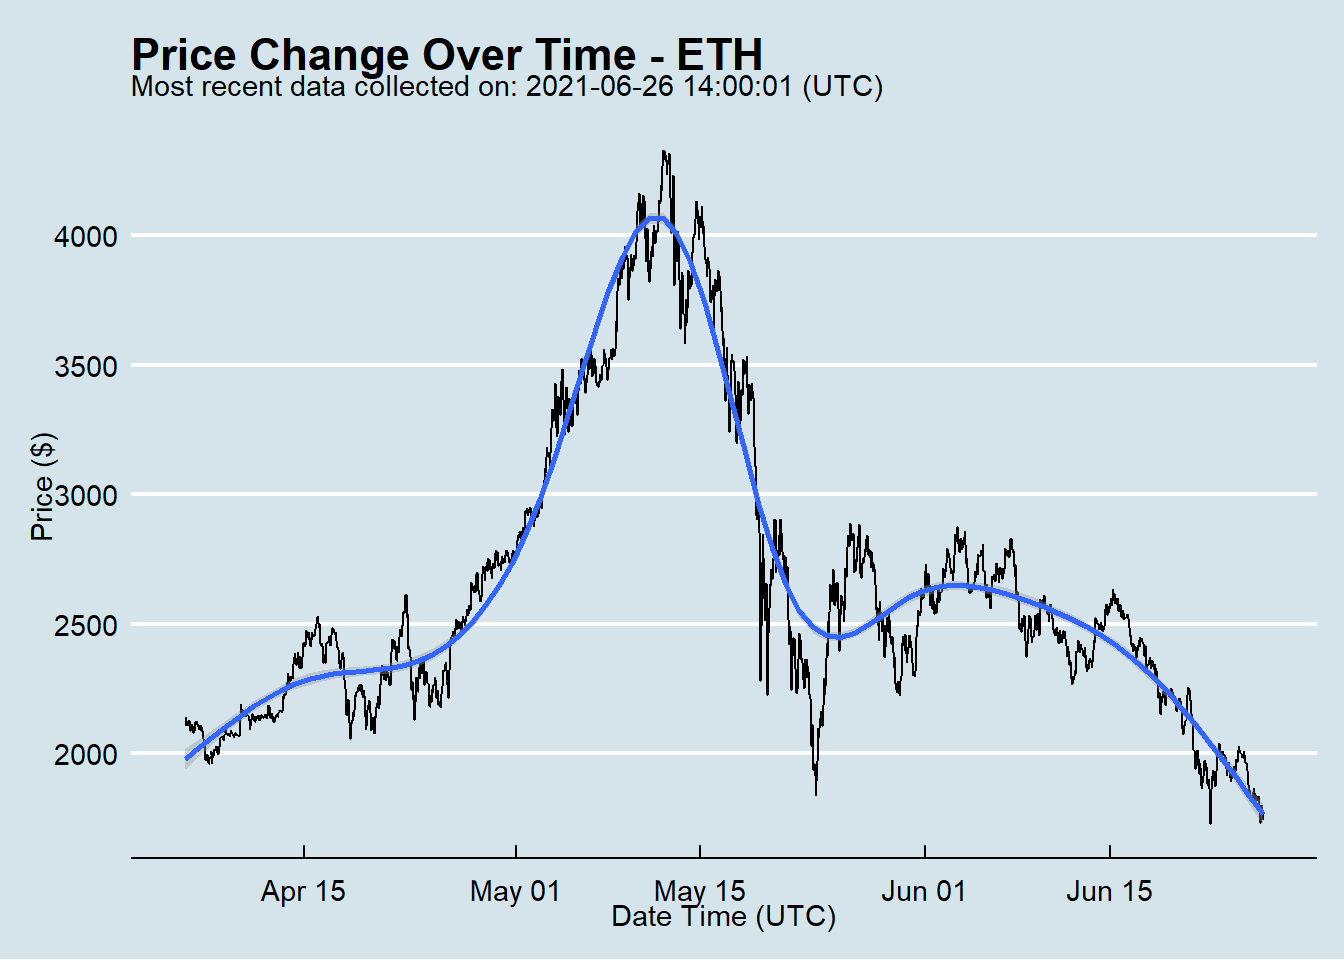 Price Change Over Time - ETH
Most recent data collected on: 2021-06-26 14:00:01 (UTC)
Price ($)
4000
3500
3000
2500
2000
Apr 15
May 01
May 15
Jun 01
Jun 15
Date Time (UTC)